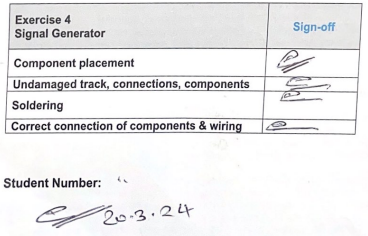 Exercise 4
Signal Generator
Sign-off
Component placement
Undamaged track, connections, components
Soldering
Correct connection of components & wiring
Student Number:
20.3.24